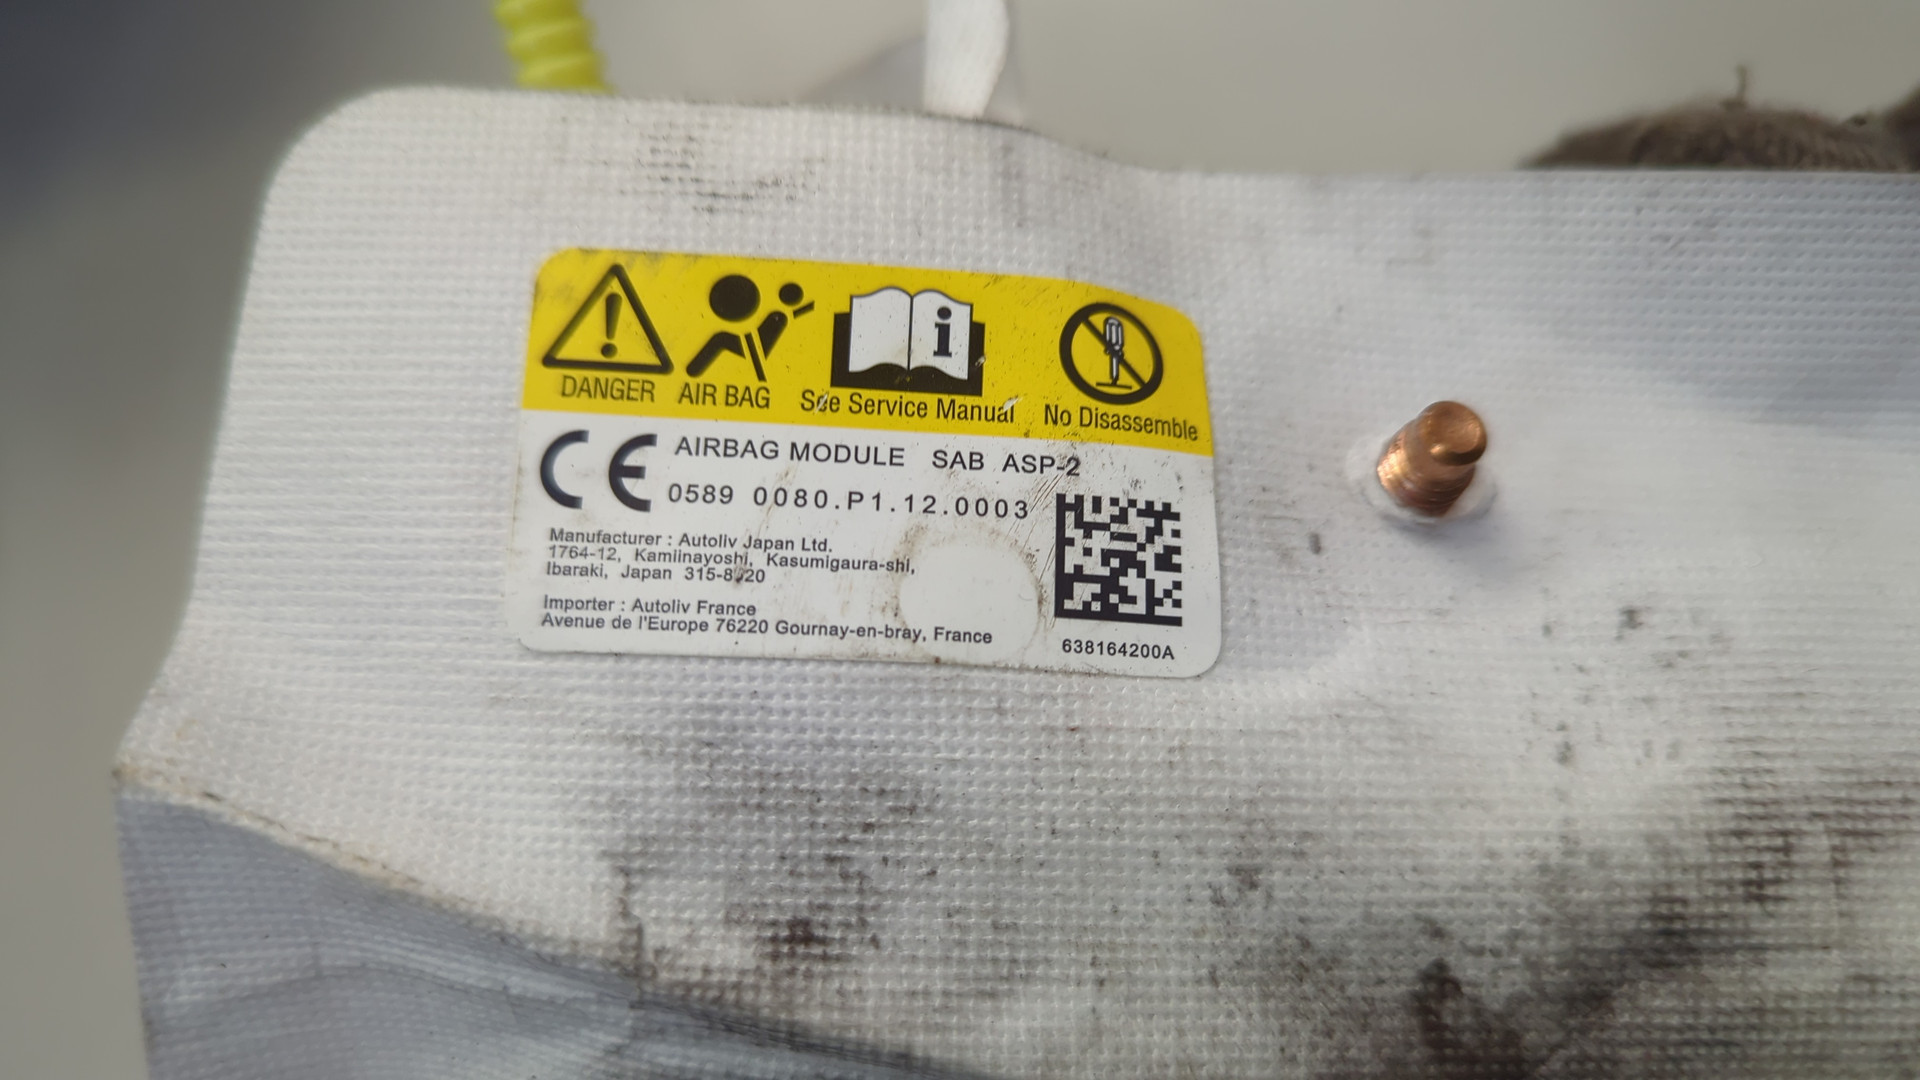 DANGER AIR BAG See Service Manual No Disassemble
CE AIRBAG MODULE SAB ASP-2
0589 0080.P1.12.0003
Manufacturer : Autoliv Japan Ltd.
1764-12, Kamiinayoshi, Kasumigaura-shi,
Ibaraki, Japan
Importer : Autoliv France
Avenue de l'Europe 76220 Gournay-en-bray, France
638164200A